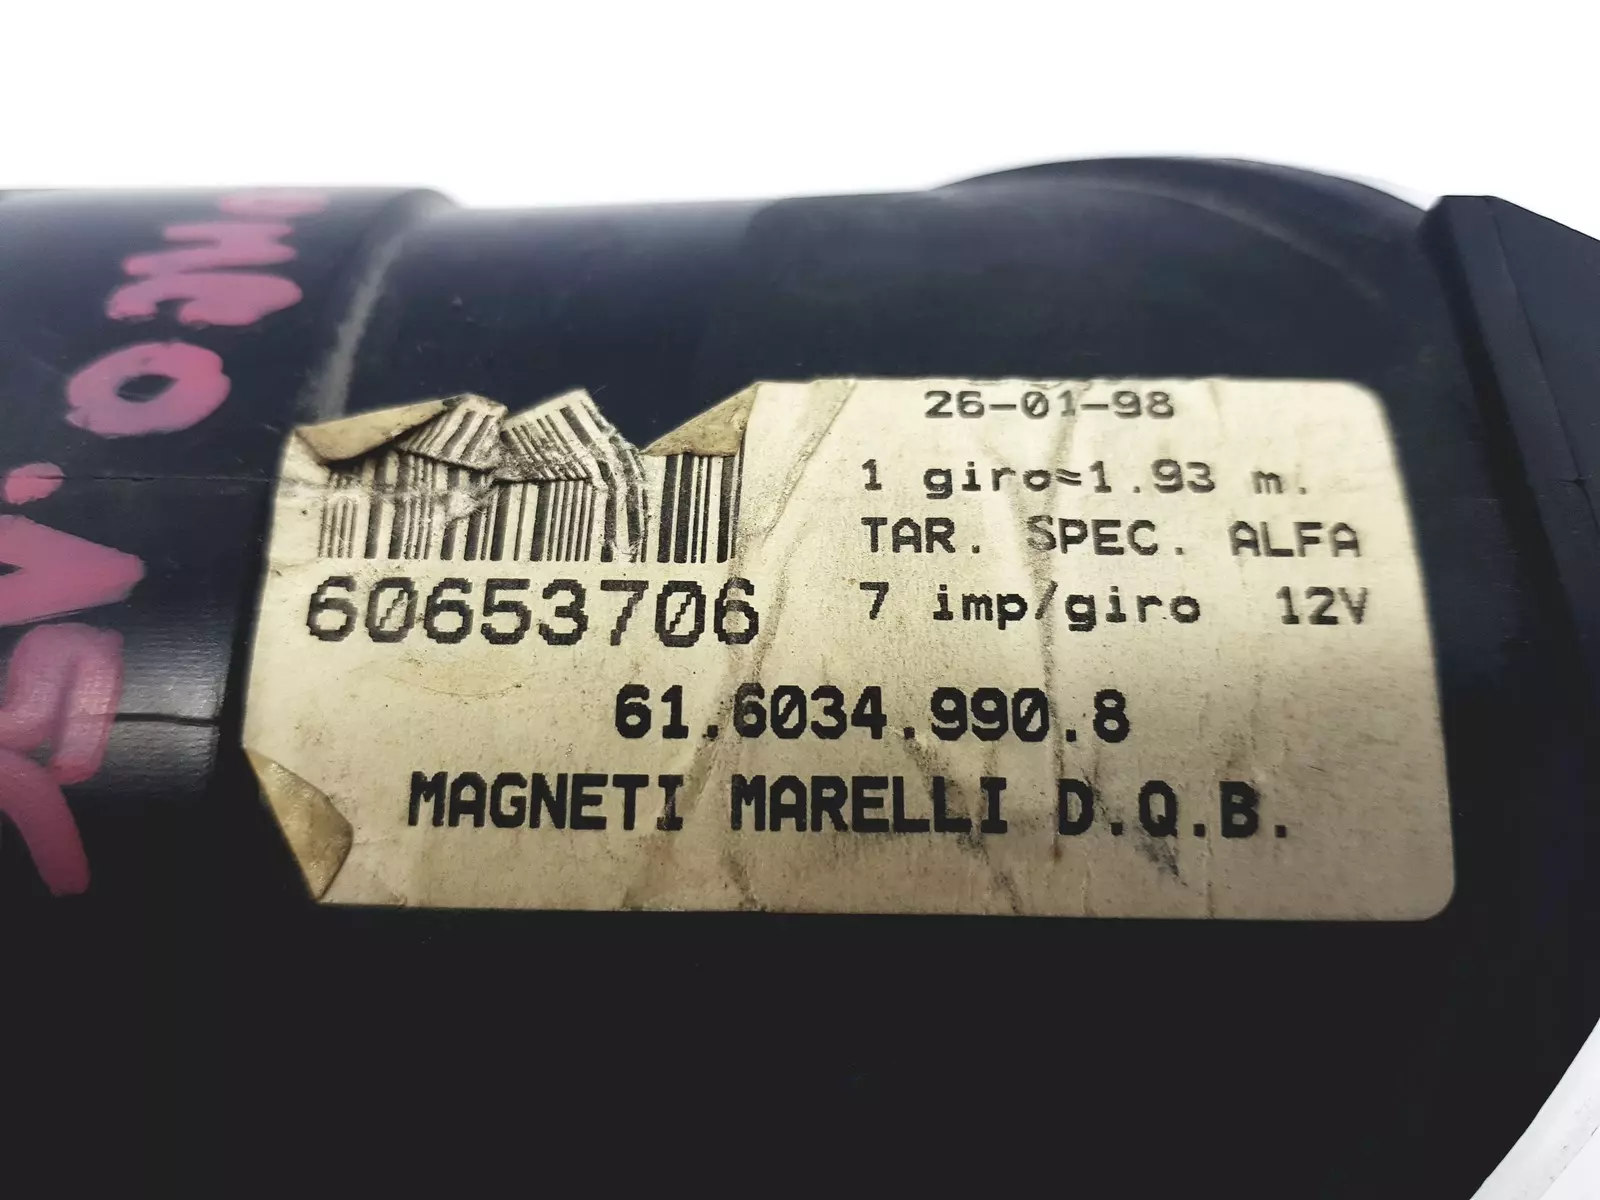 26-01-98
1 giro=1.93 m.
TAR. SPEC. ALFA
7 imp/giro 12V
60653706
61.6034.990.8
MAGNETI MARELLI D.Q.B.